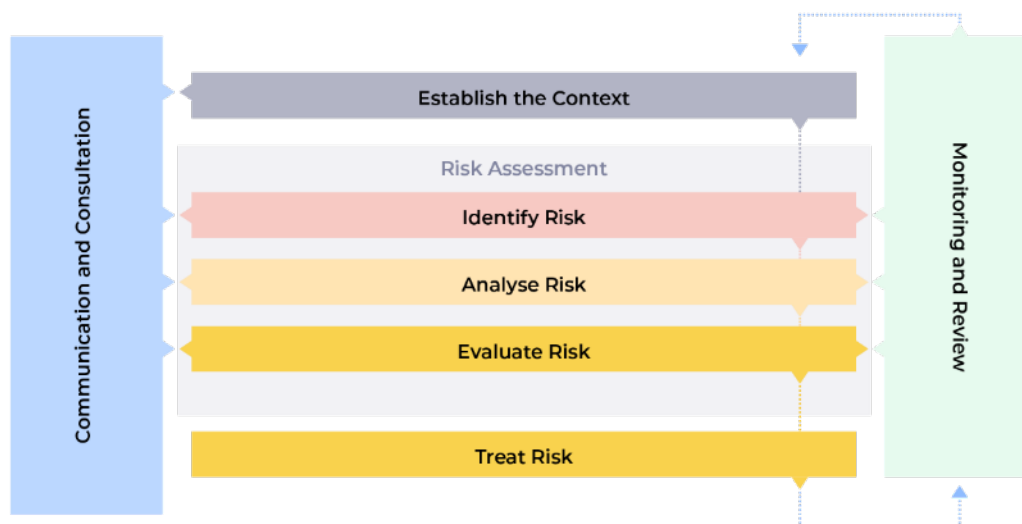 Communication and Consultation
Establish the Context
Risk Assessment
Identify Risk
Analyse Risk
Evaluate Risk
Treat Risk
Monitoring and Review